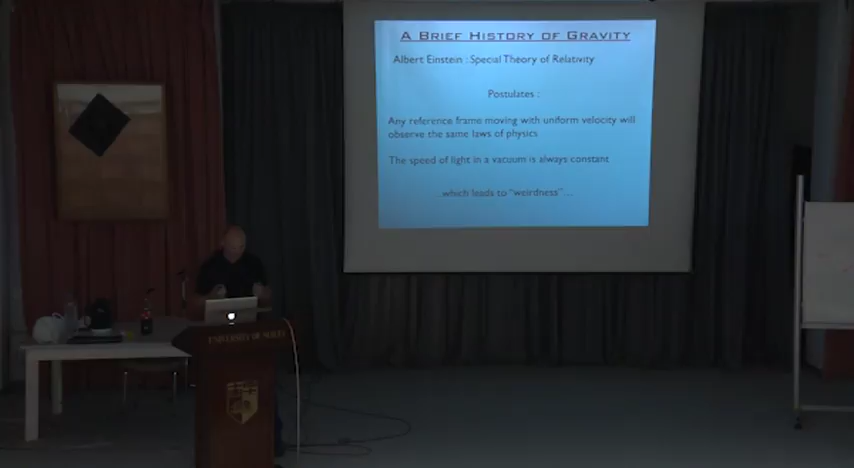 A BRIEF HISTORY OF GRAVITY
Albert Einstein : Special Theory of Relativity
Postulates :
Any reference frame moving with uniform velocity will
observe the same laws of physics
The speed of light in a vacuum is always constant
which leads to "weirdness" ...
UNIVERSITY OF